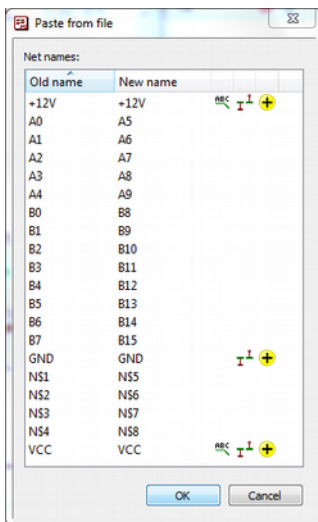 Paste from file
Net names:
Old name New name
+12V +12V ABC
A0 A5
A1 A6
A2 A7
A3 A8
A4 A9
B0 B8
B1 B9
B2 B10
B3 B11
B4 B12
B5 B13
B6 B14
B7 B15
GND GND
N$1 N$5
N$2 N$6
N$3 N$7
N$4 N$8
VCC VCC ABC
OK Cancel